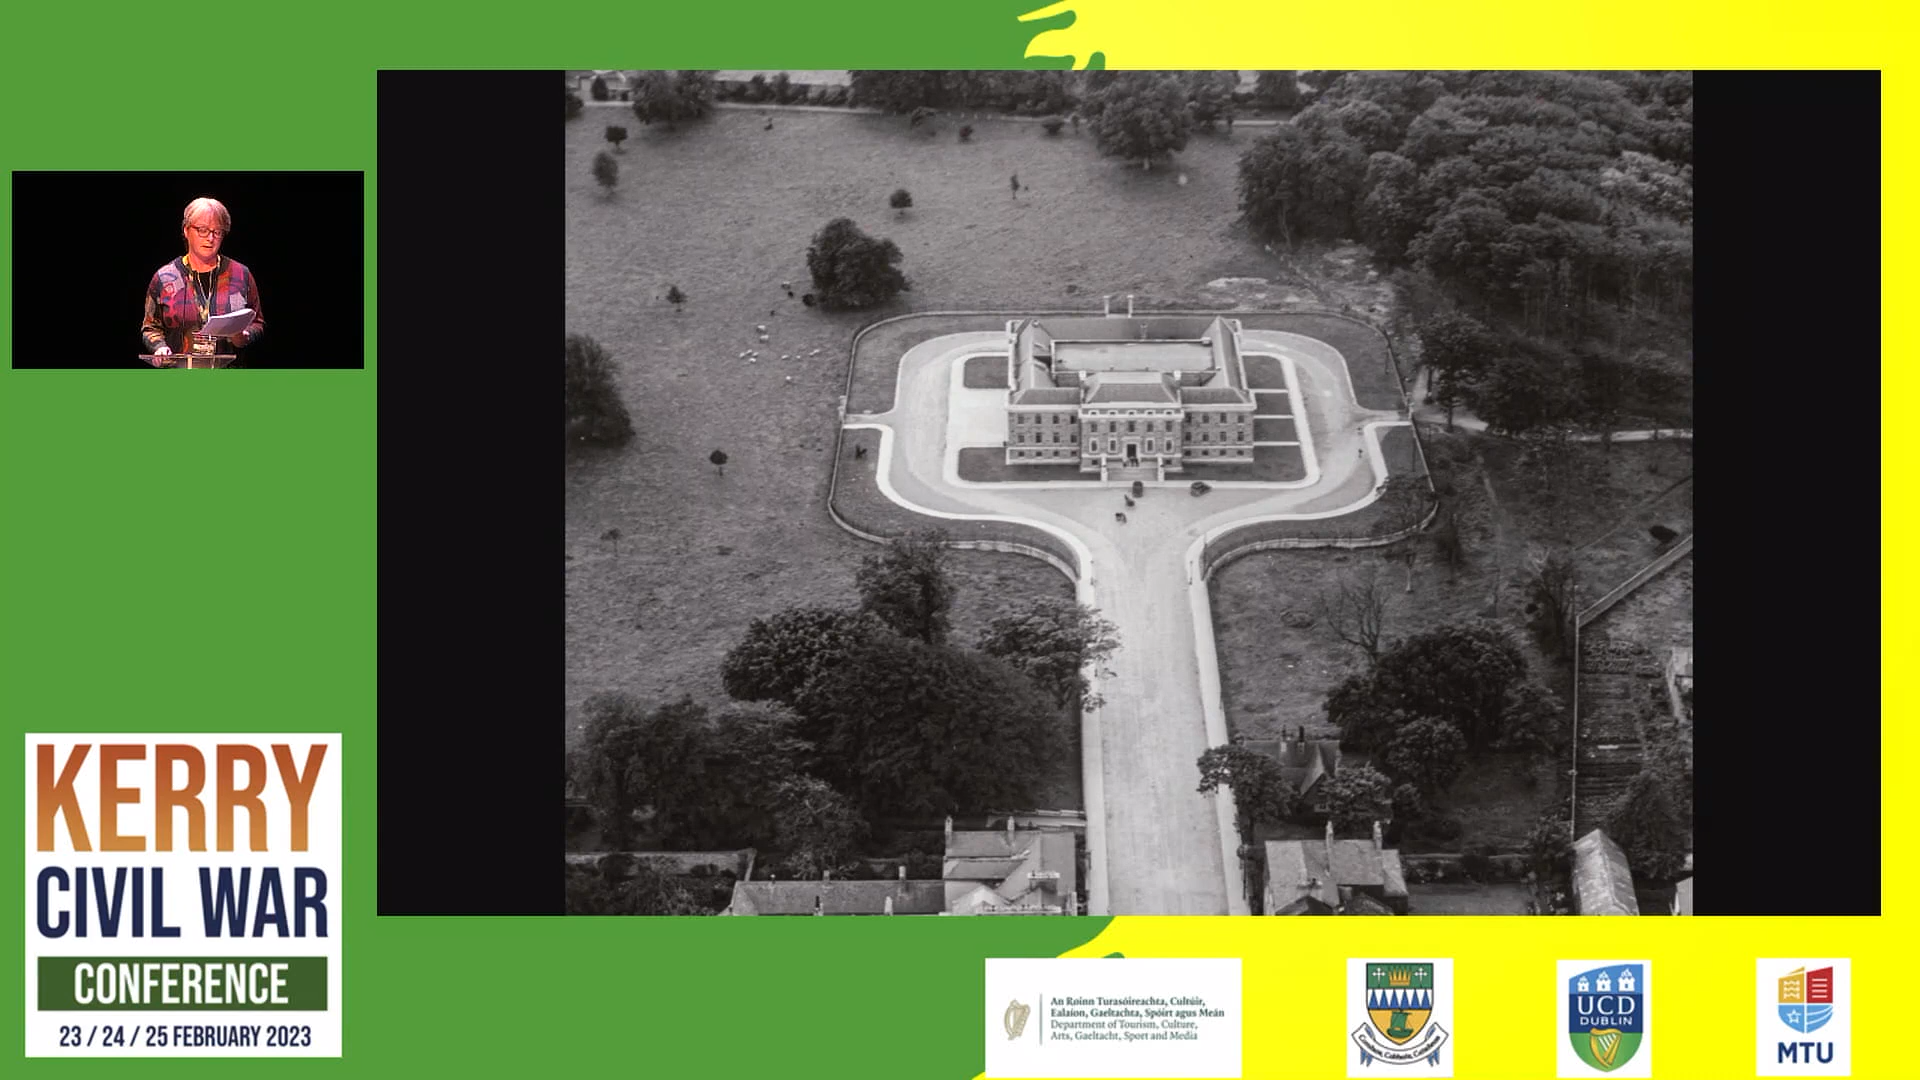 KERRY
CIVIL WAR
CONFERENCE
23 / 24 / 25 FEBRUARY 2023
An Roinn Turasóireachta, Cultúir,
Ealaíon, Gaeltachta, Spóirt agus Meán
Department of Tourism, Culture,
Arts, Gaeltacht, Sport and Media
UCD
DUBLIN
MTU